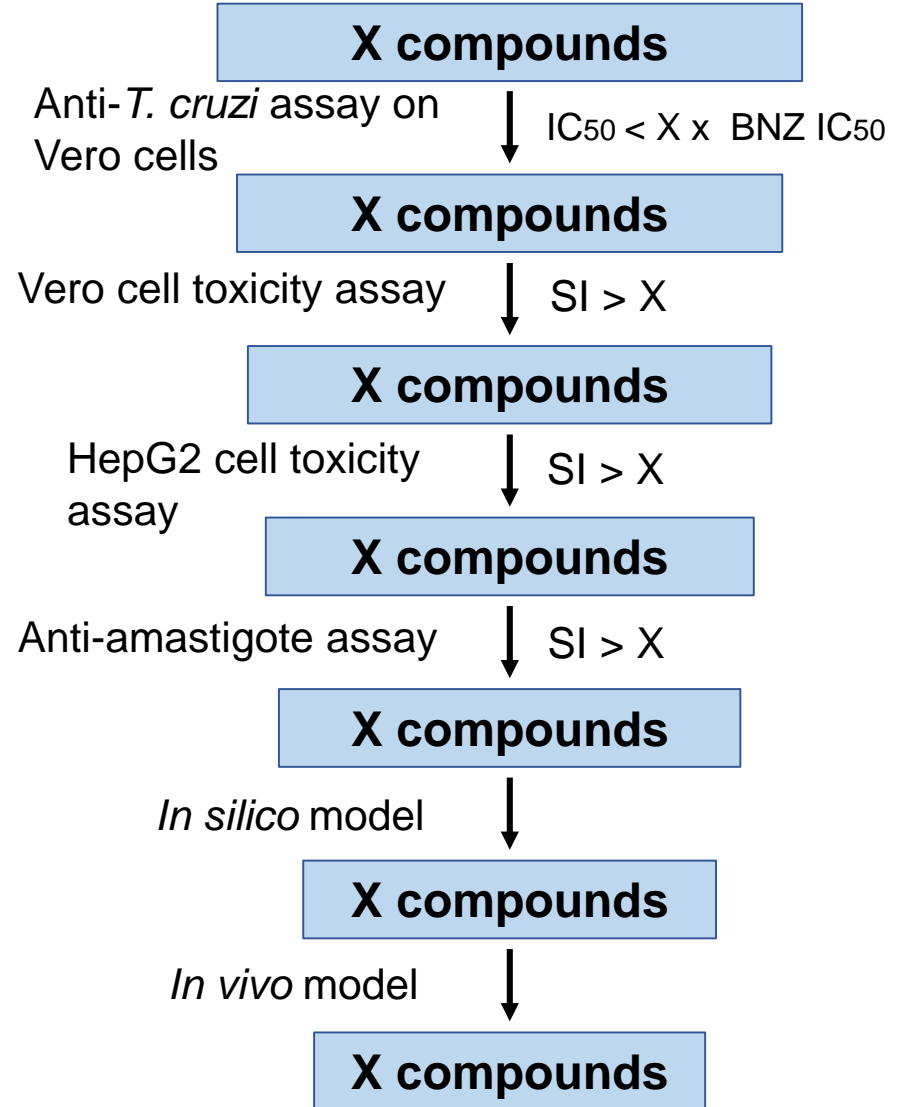 X compounds
Anti-T. cruzi assay on
Vero cells
IC50 < X x BNZ IC50
X compounds
Vero cell toxicity assay
SI > X
X compounds
HepG2 cell toxicity
assay
SI > X
X compounds
Anti-amastigote assay
SI > X
X compounds
In silico model
X compounds
In vivo model
X compounds